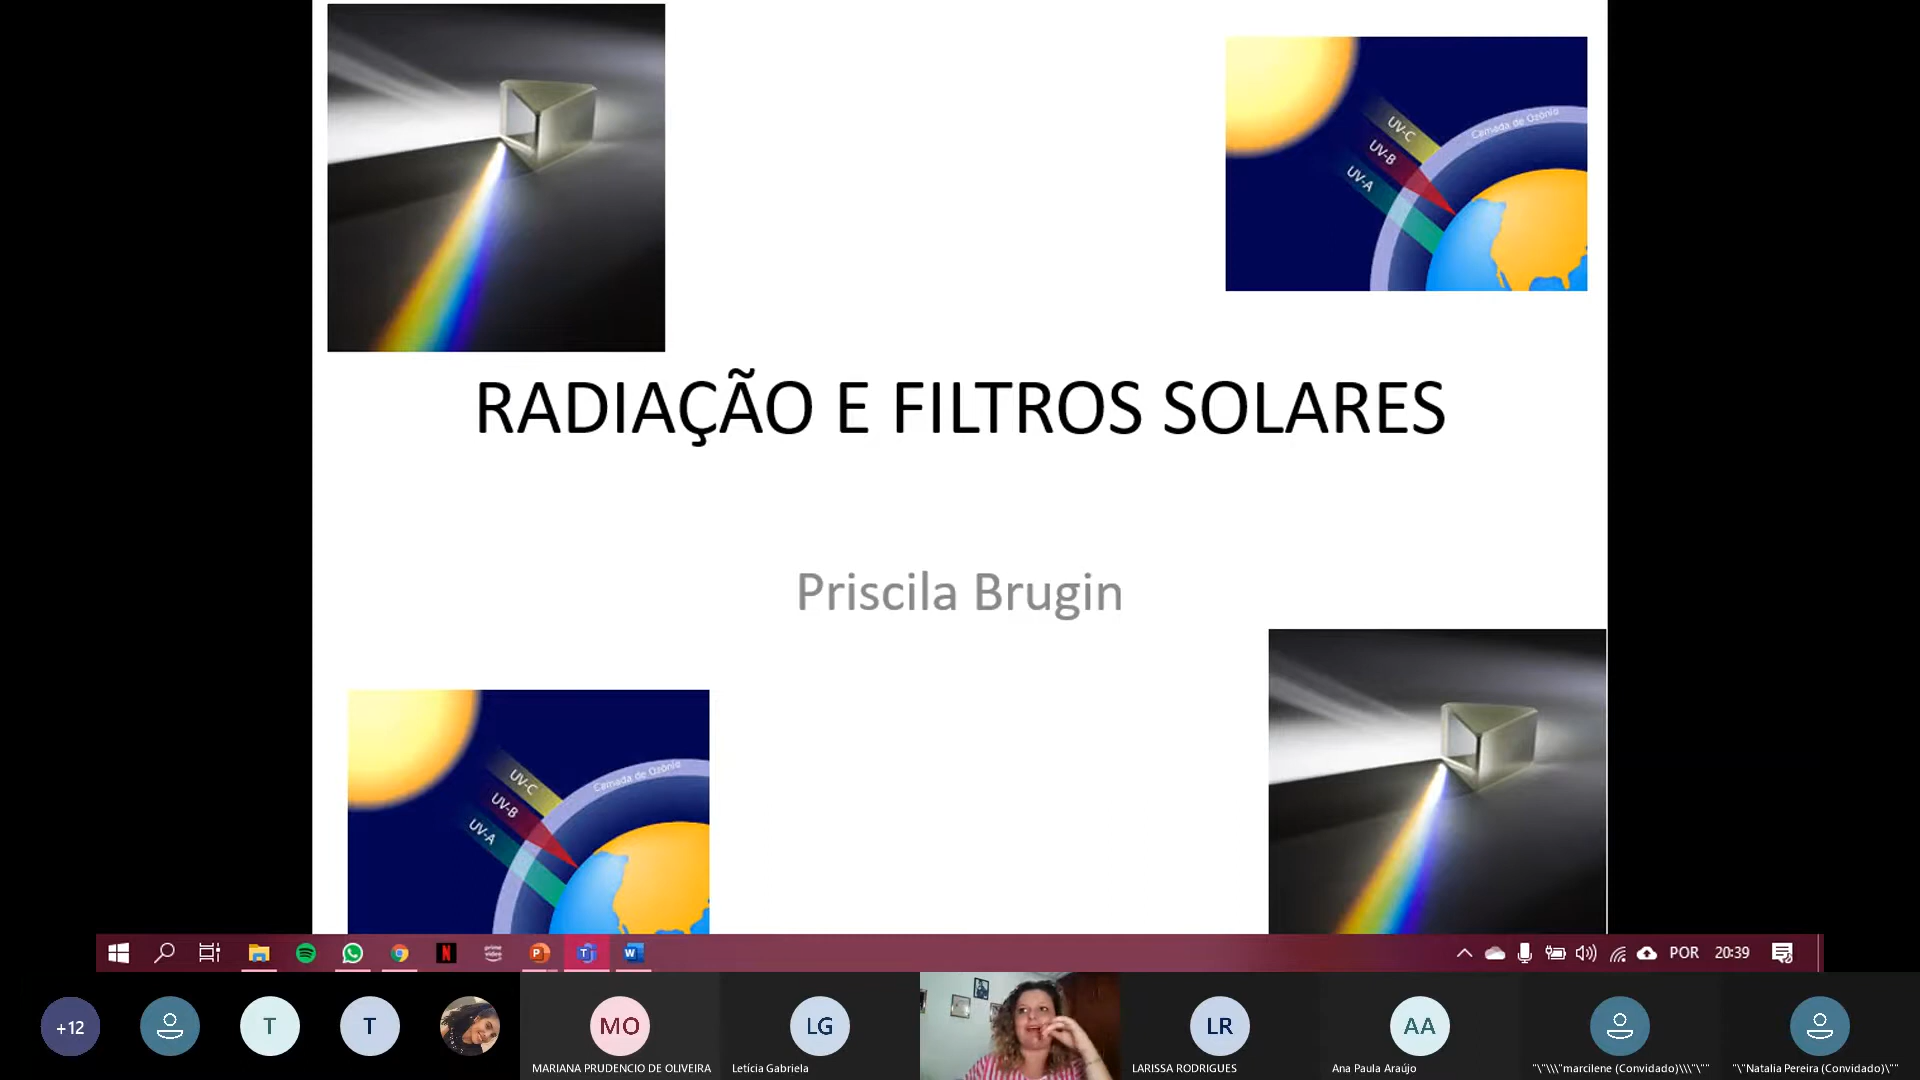 UV-C
UV-B
UV-A
Camada de Ozônio
RADIAÇÃO E FILTROS SOLARES
Priscila Brugin
UV-C
UV-B
UV-A
Camada de Ozônio
N
prime video
P
T
W
POR
20:39
+12
T
T
MO
LG
LR
AA
MARIANA PRUDENCIO DE OLIVEIRA
Letícia Gabriela
LARISSA RODRIGUES
Ana Paula Araújo
"\"\\\"marcilene (Convidado)\\\"\""
"\"Natalia Pereira (Convidado)\""